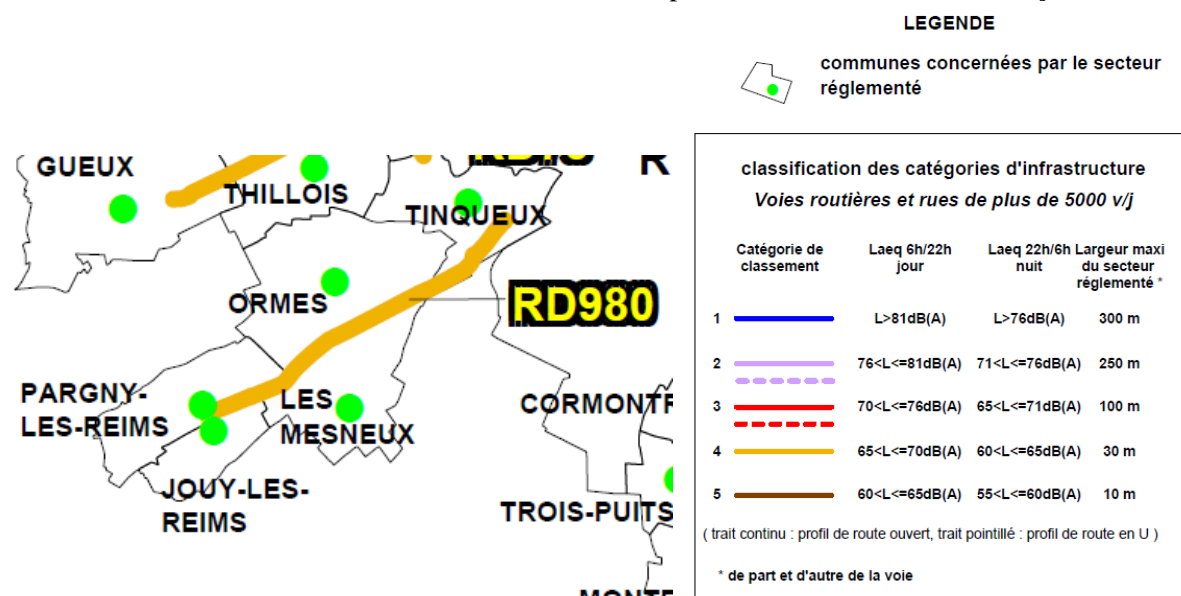 LEGENDE
communes concernées par le secteur
réglementé
GUEUX
THILLOIS
TINQUEUX
R
ORMES
RD980
PARGNY-
LES-REIMS
LES
MESNEUX
CORMONTR
JOUY-LES-
REIMS
TROIS-PUITS
classification des catégories d'infrastructure
Voies routières et rues de plus de 5000 v/j
Catégorie de classement Laeq 6h/22h jour Laeq 22h/6h nuit Largeur maxi du secteur réglementé *
1 L>81dB(A) L>76dB(A) 300 m
2 76<L<=81dB(A) 71<L<=76dB(A) 250 m
3 70<L<=76dB(A) 65<L<=71dB(A) 100 m
4 65<L<=70dB(A) 60<L<=65dB(A) 30 m
5 60<L<=65dB(A) 55<L<=60dB(A) 10 m
( trait continu : profil de route ouvert, trait pointillé : profil de route en U )
* de part et d'autre de la voie